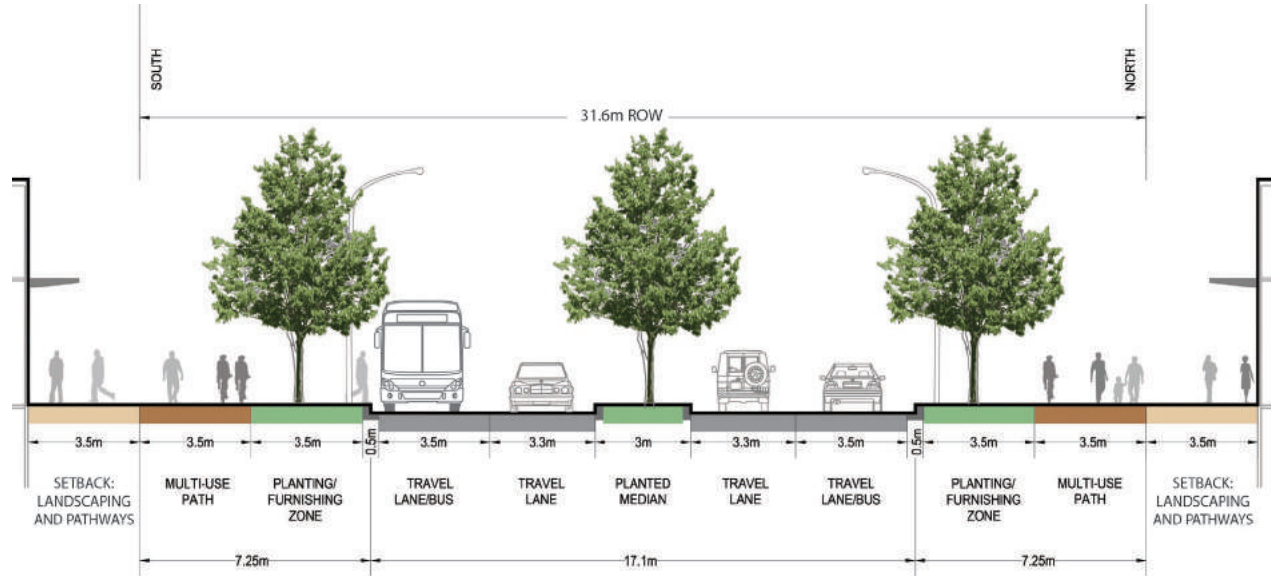 SOUTH
NORTH
31.6m ROW
3.5m
3.5m
3.5m
0.5m
3.5m
3.3m
3m
3.3m
3.5m
0.5m
3.5m
3.5m
3.5m
SETBACK:
LANDSCAPING
AND PATHWAYS
MULTI-USE
PATH
PLANTING/
FURNISHING
ZONE
TRAVEL
LANE/BUS
TRAVEL
LANE
PLANTED
MEDIAN
TRAVEL
LANE
TRAVEL
LANE/BUS
PLANTING/
FURNISHING
ZONE
MULTI-USE
PATH
SETBACK:
LANDSCAPING
AND PATHWAYS
7.25m
17.1m
7.25m